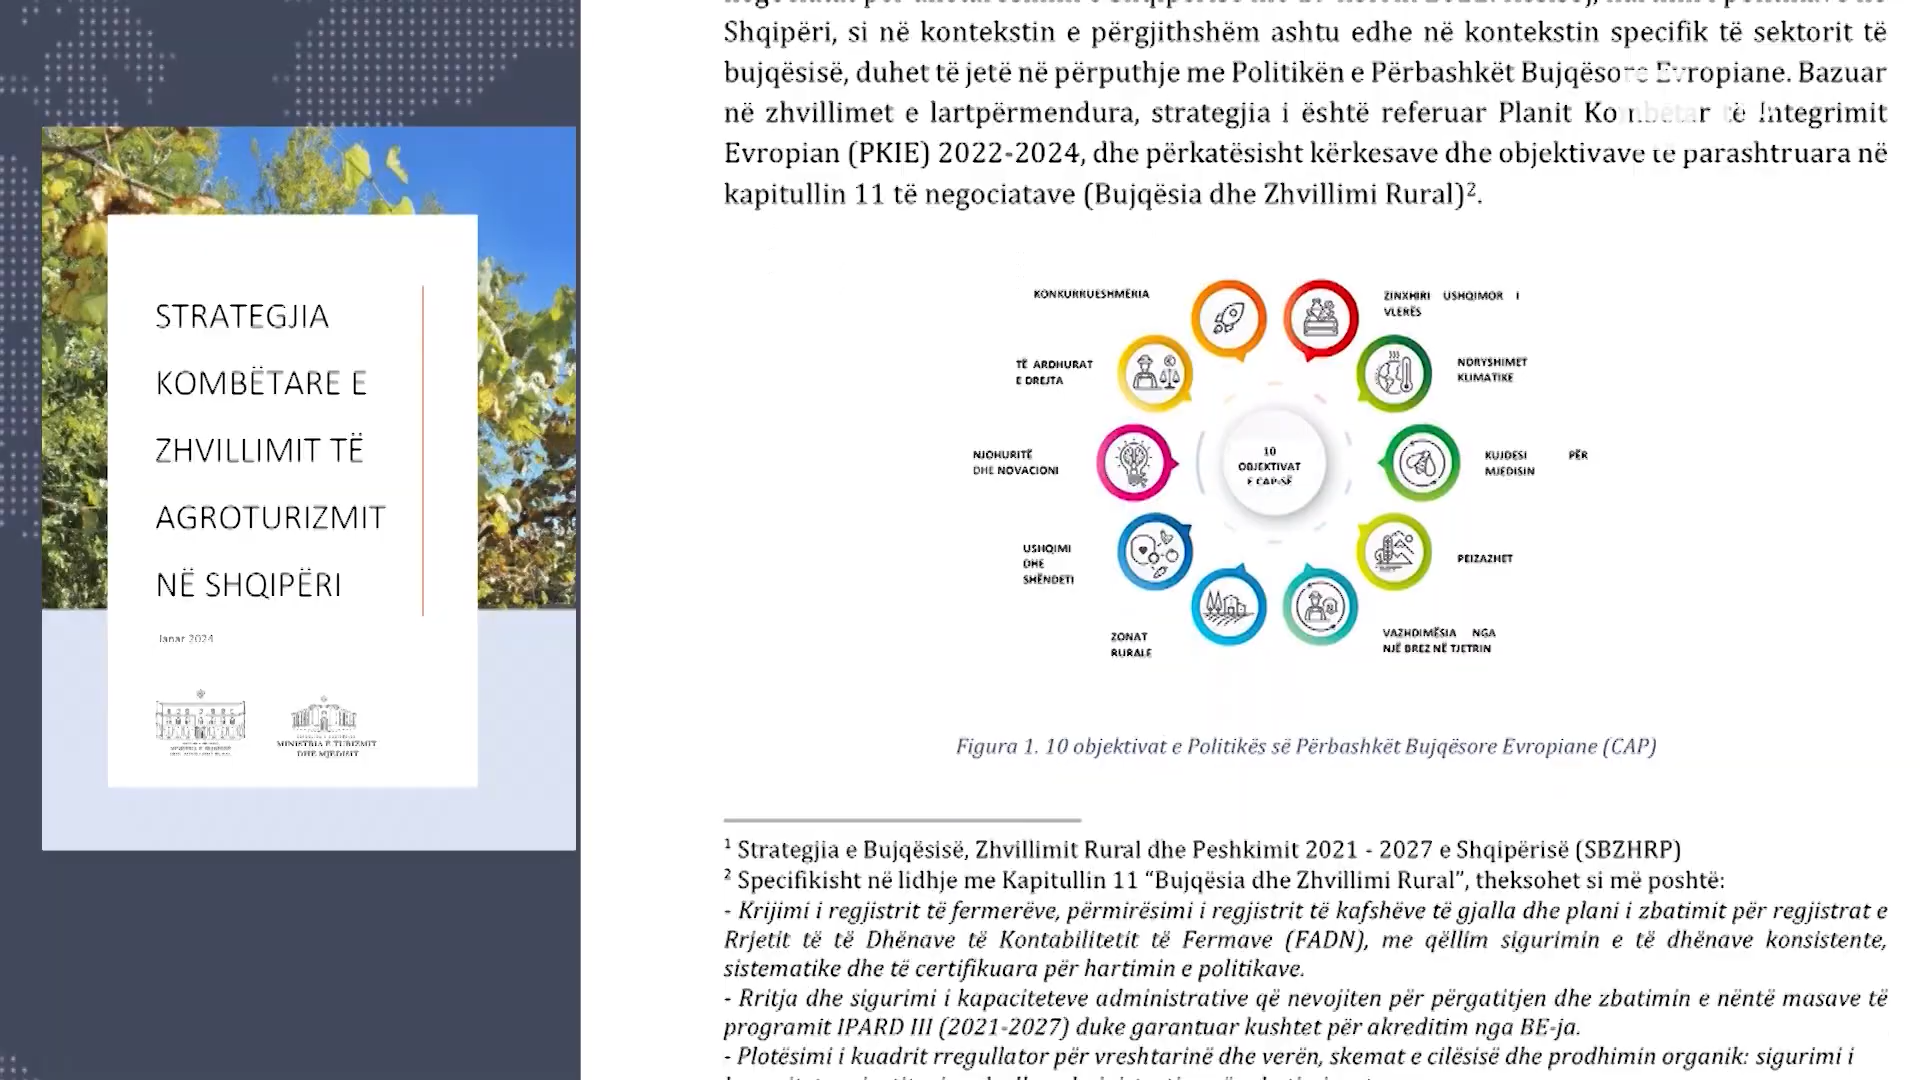 STRATEGJIA
KOMBËTARE E
ZHVILLIMIT TË
AGROTURIZMIT
NË SHQIPËRI
Janar 2024
MINISTRIA E TURIZMIT
DHE MJEDISIT
Shqipëri, si në kontekstin e përgjithshëm ashtu edhe në kontekstin specifik të sektorit të
bujqësisë, duhet të jetë në përputhje me Politikën e Përbashkët Bujqësore Evropiane. Bazuar
në zhvillimet e lartpërmendura, strategjia i është referuar Planit Kombëtar të Integrimit
Evropian (PKIE) 2022-2024, dhe përkatësisht kërkesave dhe objektivave të parashtruara në
kapitullin 11 të negociatave (Bujqësia dhe Zhvillimi Rural)².
KONKURRUESHMËRIA
ZINXHIRI USHQIMOR I
VLERËS
TË ARDHURAT
E DREJTA
NDRYSHIMET
KLIMATIKE
NJOHURITË
DHE NOVACIONI
10
OBJEKTIVAT
E CAP-SË
KUJDESI PËR
MJEDISIN
USHQIMI
DHE
SHËNDETI
PEIZAZHET
ZONAT
RURALE
VAZHDIMËSIA NGA
NJË BREZ NË TJETRIN
Figura 1. 10 objektivat e Politikës së Përbashkët Bujqësore Evropiane (CAP)
¹ Strategjia e Bujqësisë, Zhvillimit Rural dhe Peshkimit 2021 - 2027 e Shqipërisë (SBZHRP)
² Specifikisht në lidhje me Kapitullin 11 “Bujqësia dhe Zhvillimi Rural”, theksohet si më poshtë:
- Krijimi i regjistrit të fermerëve, përmirësimi i regjistrit të kafshëve të gjalla dhe plani i zbatimit për regjistrat e
Rrjetit të të Dhënave të Kontabilitetit të Fermave (FADN), me qëllim sigurimin e të dhënave konsistente,
sistematike dhe të certifikuara për hartimin e politikave.
- Rritja dhe sigurimi i kapaciteteve administrative që nevojiten për përgatitjen dhe zbatimin e nëntë masave të
programit IPARD III (2021-2027) duke garantuar kushtet për akreditim nga BE-ja.
- Plotësimi i kuadrit rregullator për vreshtarinë dhe verën, skemat e cilësisë dhe prodhimin organik: sigurimi i